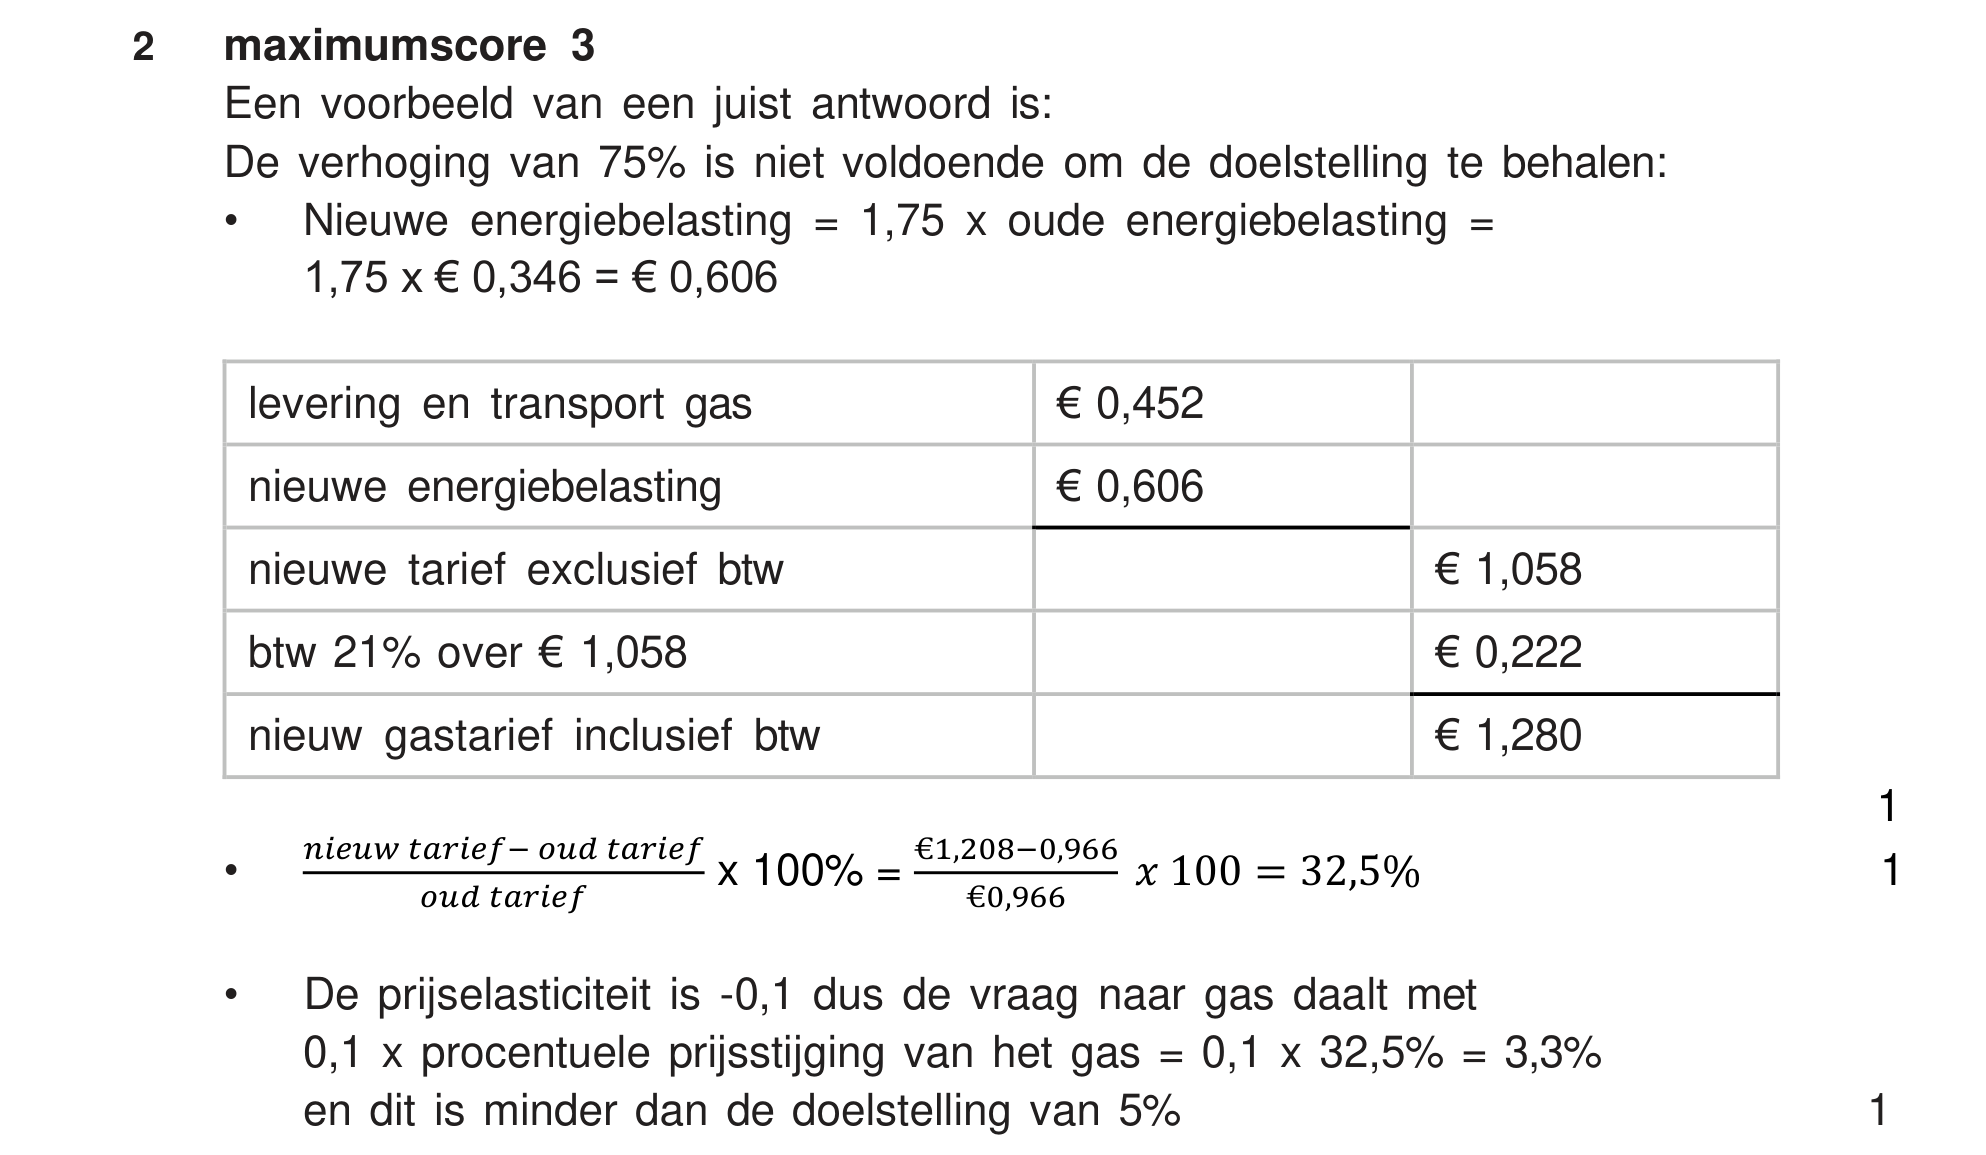 2 maximumscore 3
Een voorbeeld van een juist antwoord is:
De verhoging van 75% is niet voldoende om de doelstelling te behalen:
• Nieuwe energiebelasting = 1,75 x oude energiebelasting =
1,75 x € 0,346 = € 0,606
levering en transport gas € 0,452
nieuwe energiebelasting € 0,606
nieuwe tarief exclusief btw € 1,058
btw 21% over € 1,058 € 0,222
nieuw gastarief inclusief btw € 1,280
1
• nieuw tarief− oud tarief / oud tarief x 100% = €1,208−0,966 / €0,966 x 100 = 32,5% 1
• De prijselasticiteit is -0,1 dus de vraag naar gas daalt met
0,1 x procentuele prijsstijging van het gas = 0,1 x 32,5% = 3,3%
en dit is minder dan de doelstelling van 5% 1